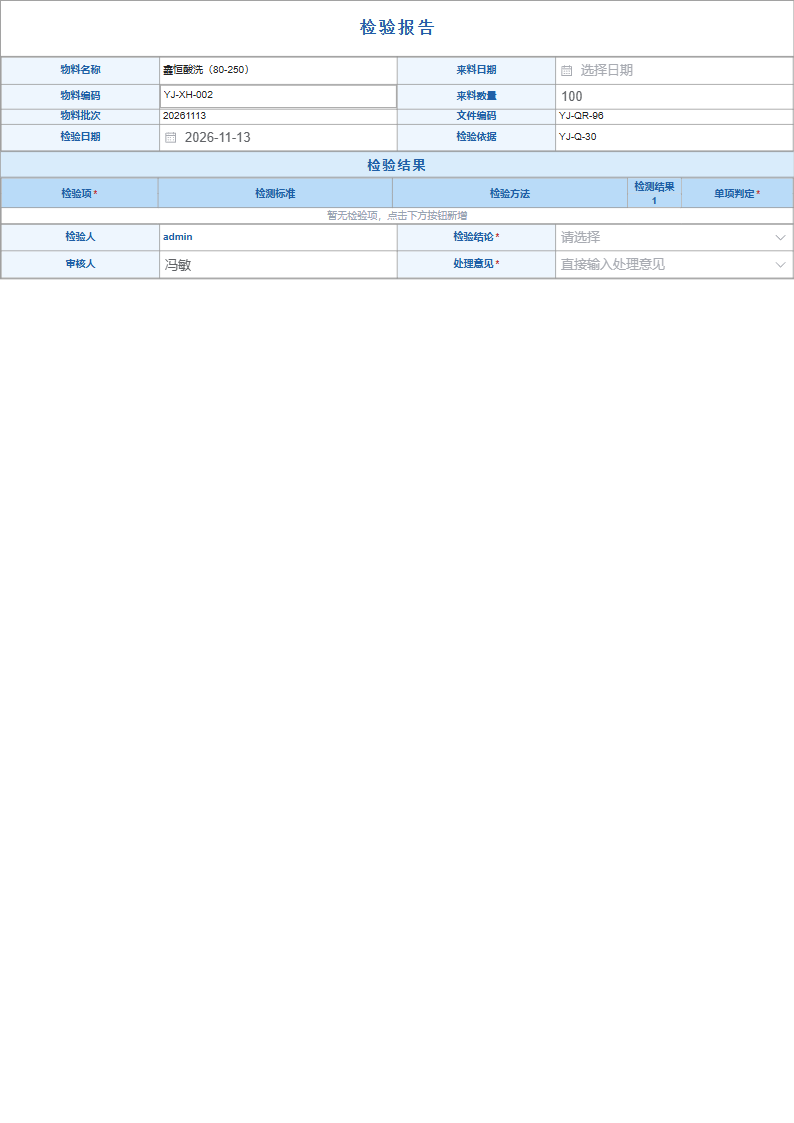 检验报告
物料名称 鑫恒酸洗（80-250） 来料日期 选择日期
物料编码 YJ-XH-002 来料数量 100
物料批次 20261113 文件编码 YJ-QR-96
检验日期 2026-11-13 检验依据 YJ-Q-30
检验结果
检验项* 检测标准 检验方法 检测结果 1 单项判定*
暂无检验项，点击下方按钮新增
检验人 admin 检验结论* 请选择
审核人 冯敏 处理意见* 直接输入处理意见